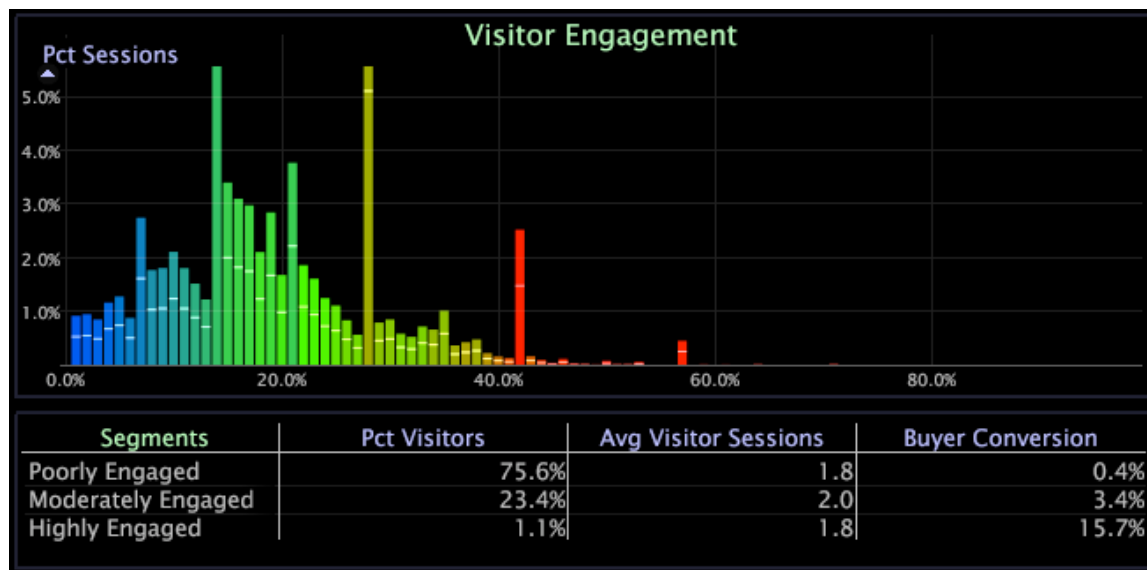 Visitor Engagement
Pct Sessions
5.0%
4.0%
3.0%
2.0%
1.0%
0.0% 20.0% 40.0% 60.0% 80.0%
Segments Pct Visitors Avg Visitor Sessions Buyer Conversion
Poorly Engaged 75.6% 1.8 0.4%
Moderately Engaged 23.4% 2.0 3.4%
Highly Engaged 1.1% 1.8 15.7%